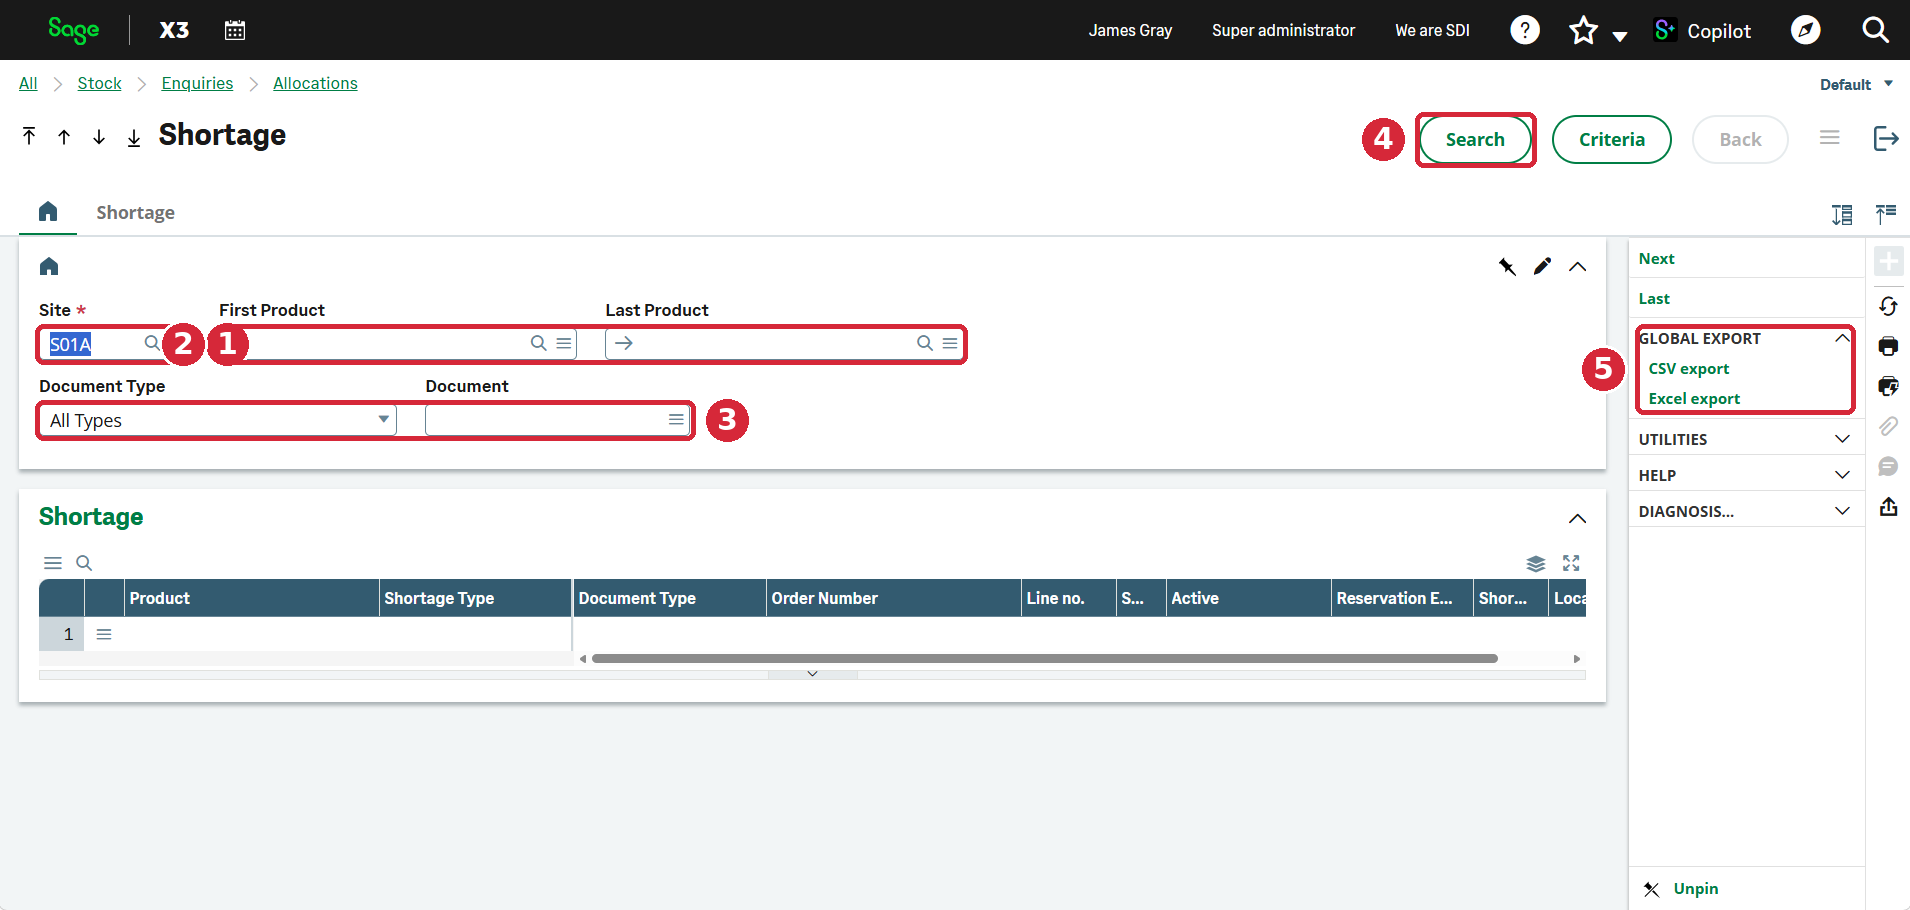 Sage X3 James Gray Super administrator We are SDI ? Copilot
All Stock Enquiries Allocations Default
Shortage 4 Search Criteria Back
Shortage
Next
Last
Site * First Product Last Product
S01A 2 1
GLOBAL EXPORT
5 CSV export
Excel export
Document Type Document
All Types 3
UTILITIES
HELP
DIAGNOSIS...
Shortage
Product Shortage Type Document Type Order Number Line no. S... Active Reservation E... Shor... Loca
1
Unpin